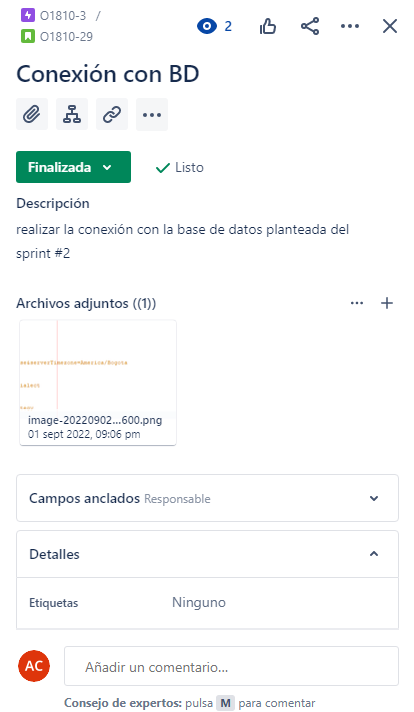 O1810-3 /
O1810-29
2
Conexión con BD
Finalizada
Listo
Descripción
realizar la conexión con la base de datos planteada del
sprint #2
Archivos adjuntos ((1))
serverTimezone=America/Bogota
image-20220902...600.png
01 sept 2022, 09:06 pm
Campos anclados Responsable
Detalles
Etiquetas Ninguno
AC
Añadir un comentario...
Consejo de expertos: pulsa M para comentar